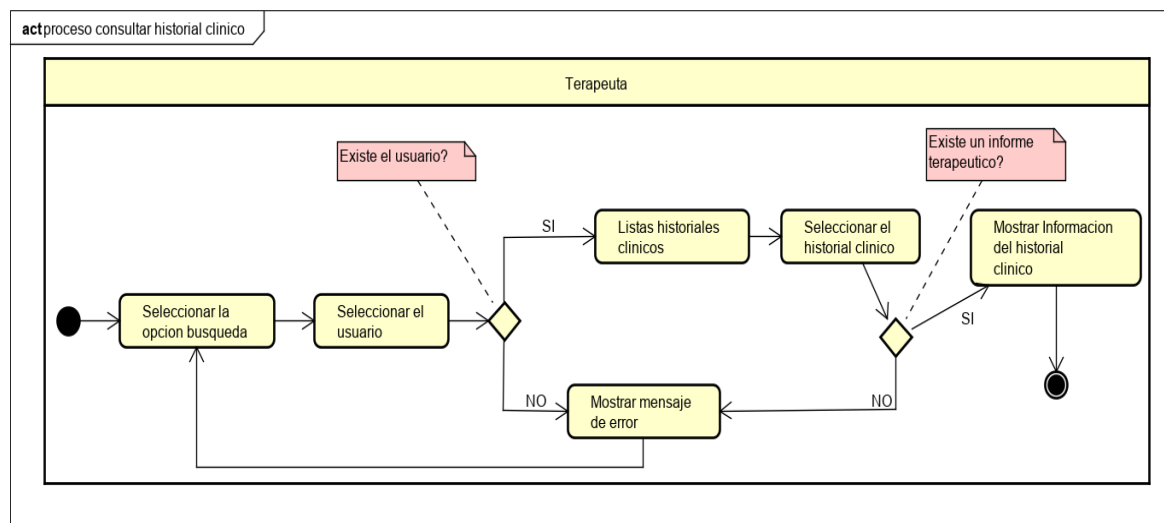 act proceso consultar historial clinico
Terapeuta
Existe el usuario?
Existe un informe
terapeutico?
SI
Listas historiales
clinicos
Seleccionar el
historial clinico
Mostrar Informacion
del historial
clinico
Seleccionar la
opcion busqueda
Seleccionar el
usuario
SI
NO
Mostrar mensaje
de error
NO